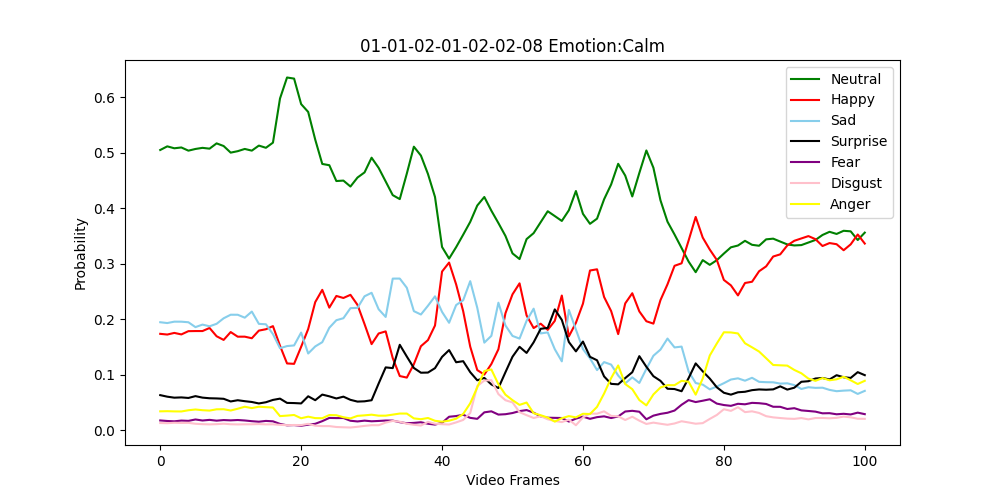 01-01-02-01-02-02-08 Emotion:Calm
Neutral
Happy
Sad
Surprise
Fear
Disgust
Anger
Probability
0.6
0.5
0.4
0.3
0.2
0.1
0.0
0 20 40 60 80 100
Video Frames